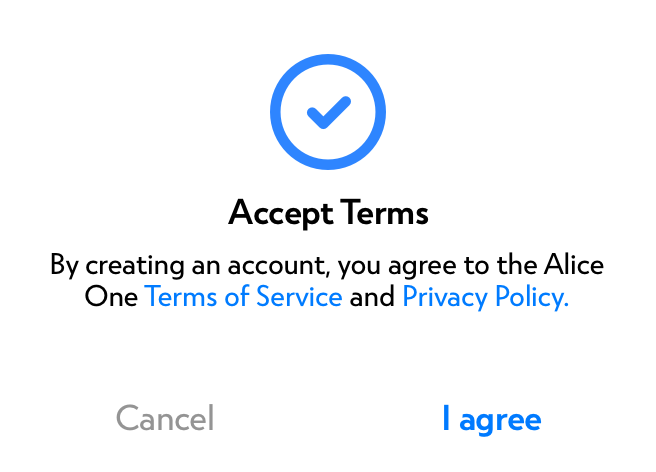 Accept Terms
By creating an account, you agree to the Alice
One Terms of Service and Privacy Policy.
Cancel
I agree